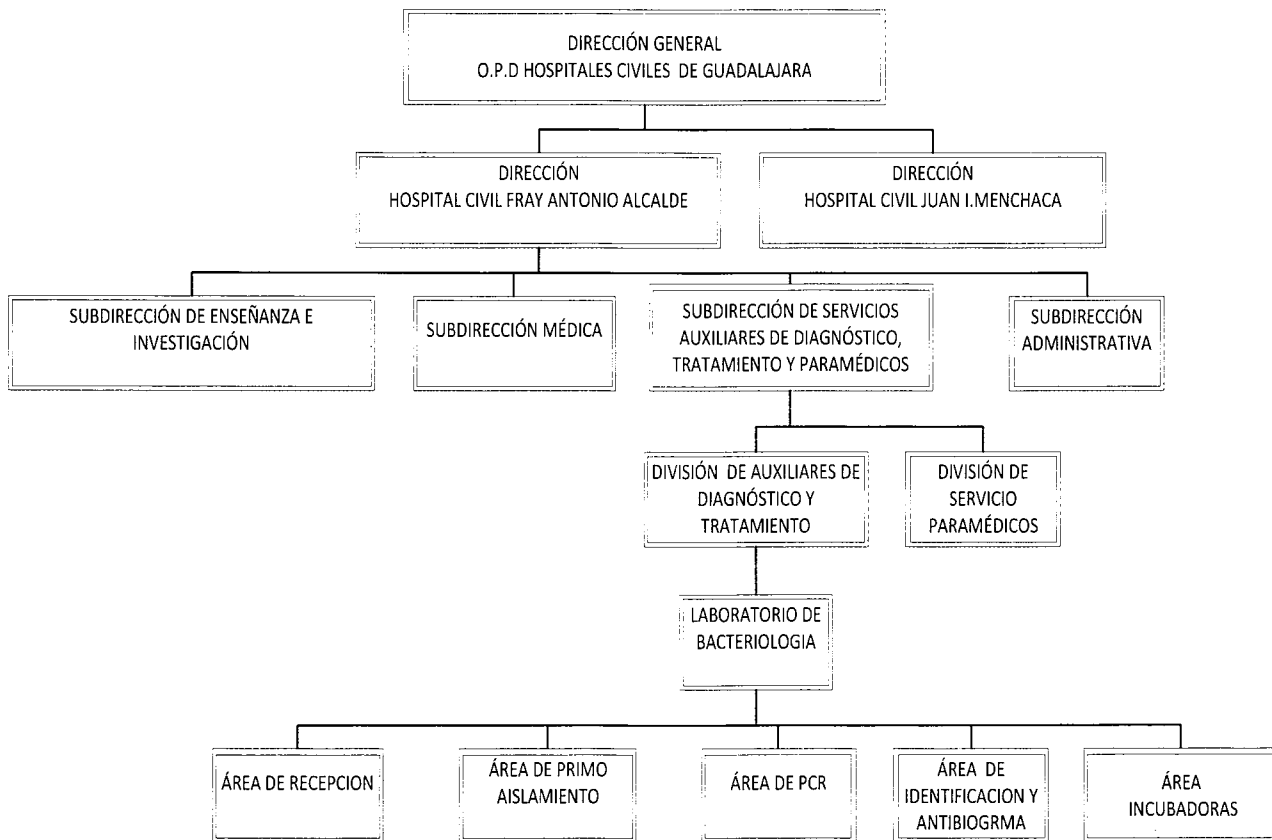 DIRECCIÓN GENERAL
O.P.D HOSPITALES CIVILES DE GUADALAJARA
DIRECCIÓN
HOSPITAL CIVIL FRAY ANTONIO ALCALDE
DIRECCIÓN
HOSPITAL CIVIL JUAN I.MENCHACA
SUBDIRECCIÓN DE ENSEÑANZA E
INVESTIGACIÓN
SUBDIRECCIÓN MÉDICA
SUBDIRECCIÓN DE SERVICIOS
AUXILIARES DE DIAGNÓSTICO,
TRATAMIENTO Y PARAMÉDICOS
SUBDIRECCIÓN
ADMINISTRATIVA
DIVISIÓN DE AUXILIARES DE
DIAGNÓSTICO Y
TRATAMIENTO
DIVISIÓN DE
SERVICIO
PARAMÉDICOS
LABORATORIO DE
BACTERIOLOGIA
ÁREA DE RECEPCION
ÁREA DE PRIMO
AISLAMIENTO
ÁREA DE PCR
ÁREA DE
IDENTIFICACION Y
ANTIBIOGRMA
ÁREA
INCUBADORAS